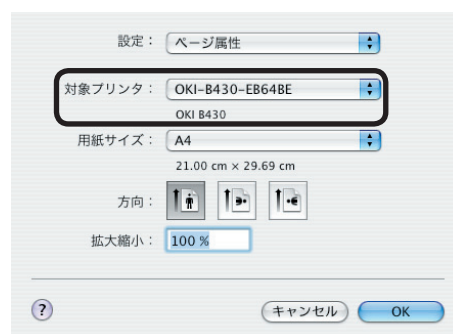 設定： ページ属性
対象プリンタ： OKI-B430-EB64BE
OKI B430
用紙サイズ： A4
21.00 cm × 29.69 cm
方向：
拡大縮小： 100 %
? キャンセル OK